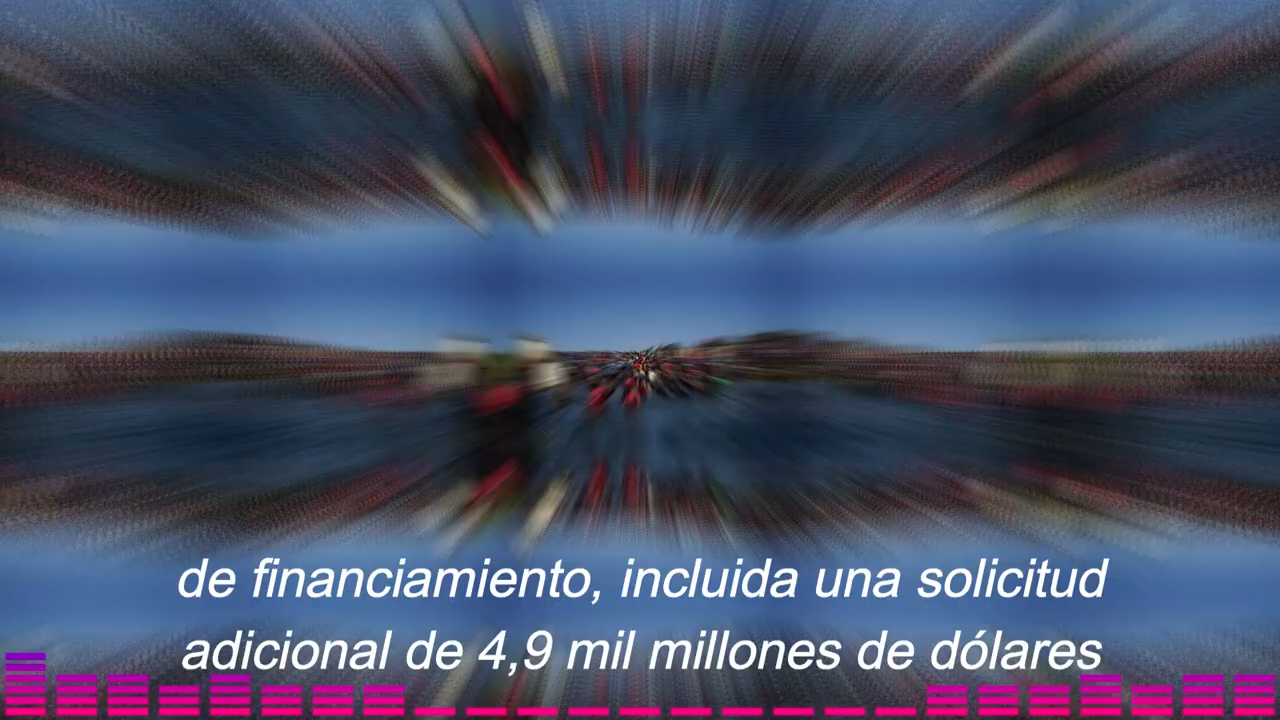 de financiamiento, incluida una solicitud
adicional de 4,9 mil millones de dólares